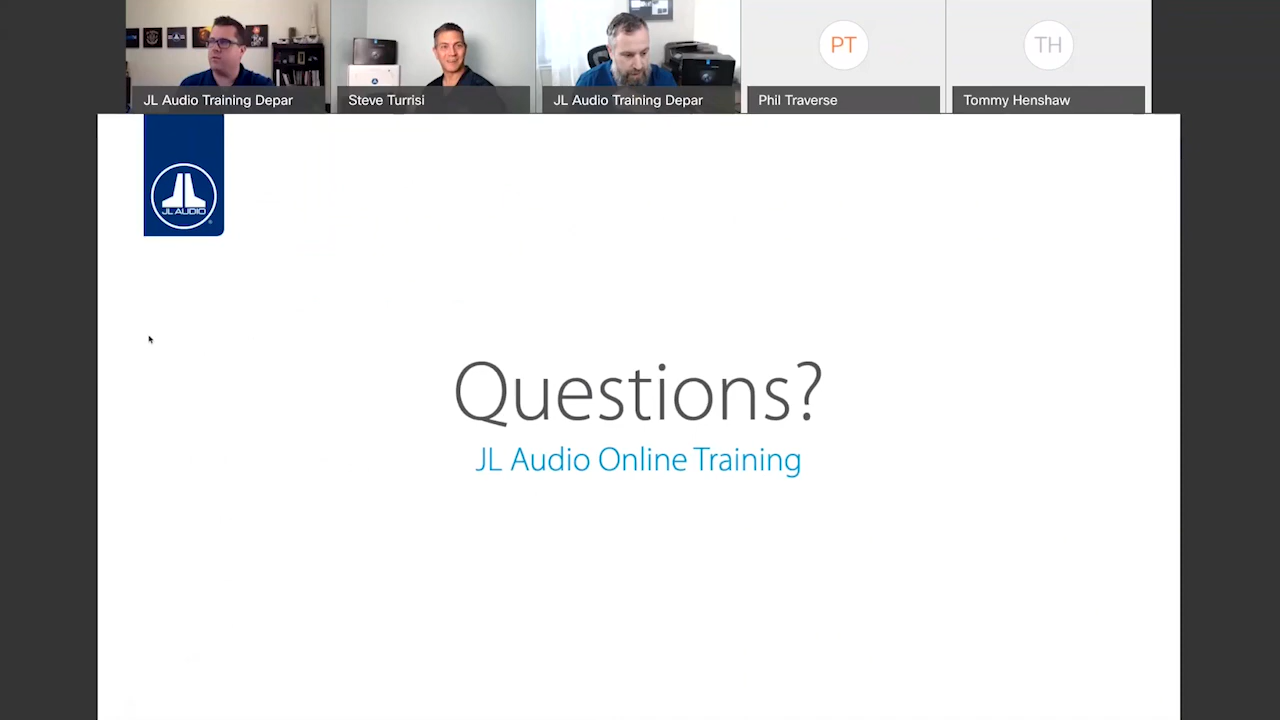 JL Audio Training Depar
Steve Turrisi
JL Audio Training Depar
PT
Phil Traverse
TH
Tommy Henshaw
JL AUDIO
Questions?
JL Audio Online Training